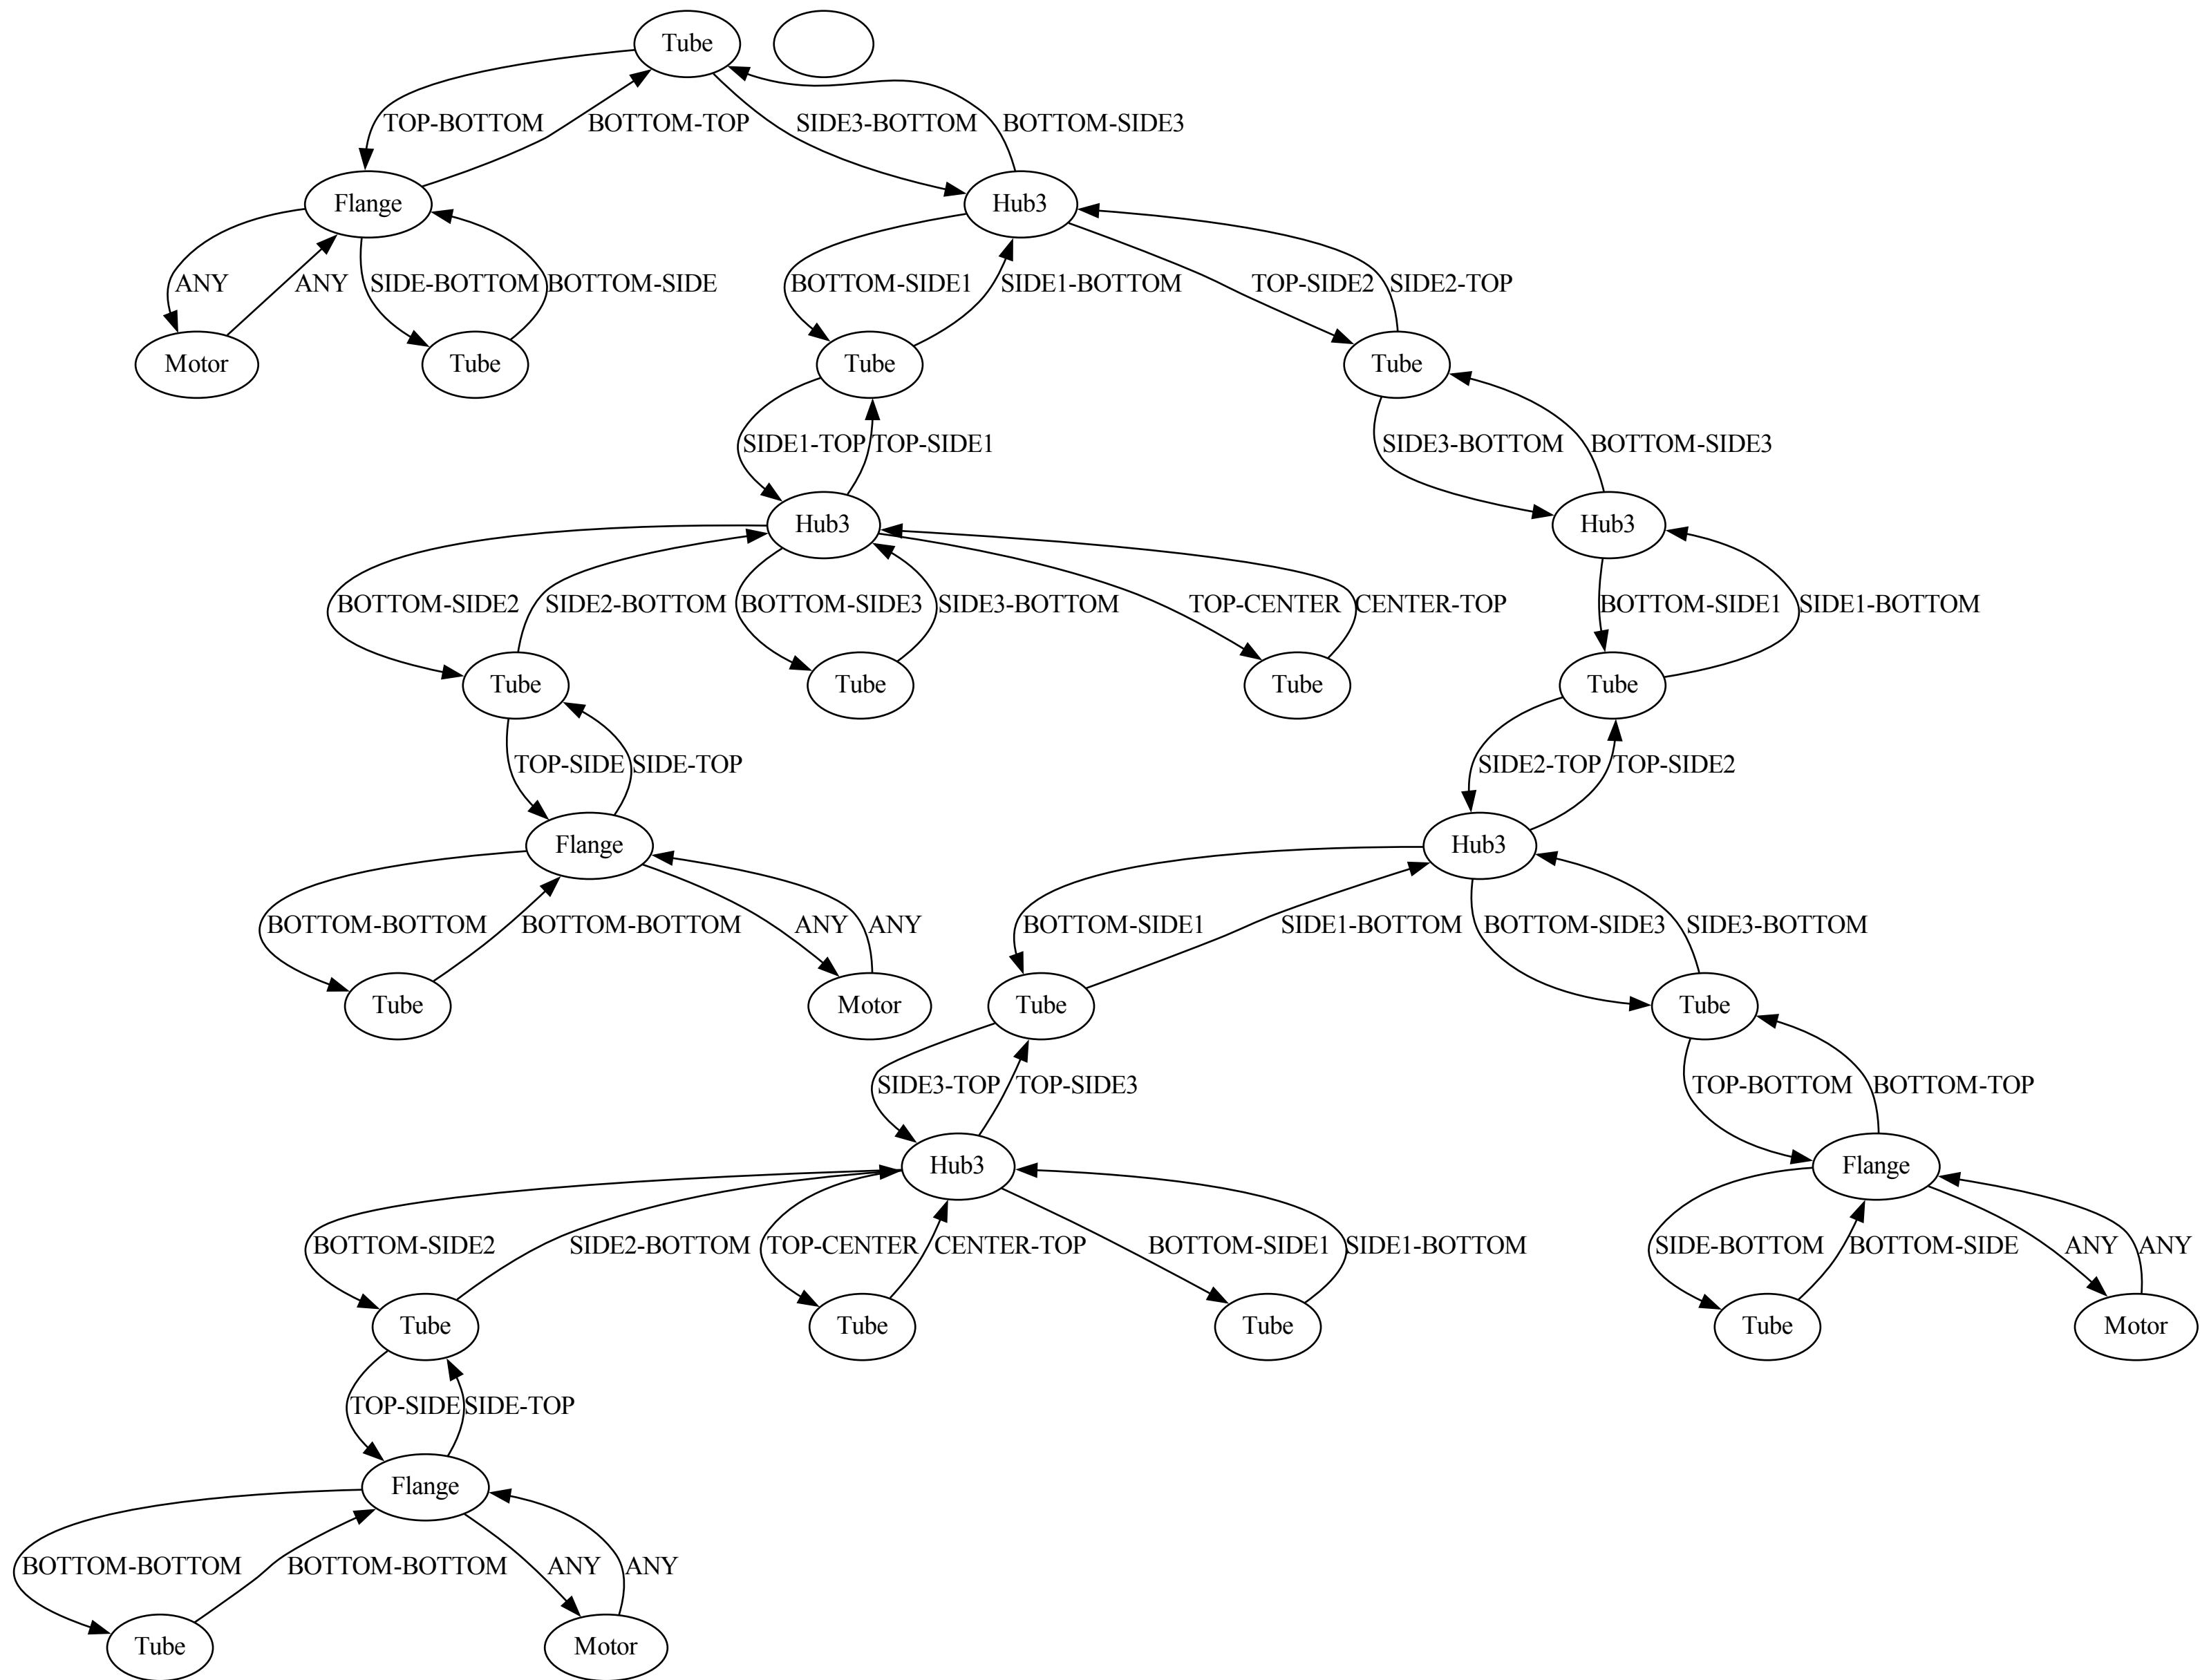 Tube
TOP-BOTTOM
BOTTOM-TOP
SIDE3-BOTTOM
BOTTOM-SIDE3
Flange
Hub3
ANY
ANY
SIDE-BOTTOM
BOTTOM-SIDE
BOTTOM-SIDE1
SIDE1-BOTTOM
TOP-SIDE2
SIDE2-TOP
Motor
Tube
Tube
Tube
SIDE1-TOP
TOP-SIDE1
SIDE3-BOTTOM
BOTTOM-SIDE3
Hub3
Hub3
BOTTOM-SIDE2
SIDE2-BOTTOM
BOTTOM-SIDE3
SIDE3-BOTTOM
TOP-CENTER
CENTER-TOP
BOTTOM-SIDE1
SIDE1-BOTTOM
Tube
Tube
Tube
Tube
TOP-SIDE
SIDE-TOP
SIDE2-TOP
TOP-SIDE2
Flange
Hub3
BOTTOM-BOTTOM
BOTTOM-BOTTOM
ANY
ANY
BOTTOM-SIDE1
SIDE1-BOTTOM
BOTTOM-SIDE3
SIDE3-BOTTOM
Tube
Motor
Tube
Tube
SIDE3-TOP
TOP-SIDE3
TOP-BOTTOM
BOTTOM-TOP
Hub3
Flange
BOTTOM-SIDE2
SIDE2-BOTTOM
TOP-CENTER
CENTER-TOP
BOTTOM-SIDE1
SIDE1-BOTTOM
SIDE-BOTTOM
BOTTOM-SIDE
ANY
ANY
Tube
Tube
Tube
Tube
Motor
TOP-SIDE
SIDE-TOP
Flange
BOTTOM-BOTTOM
BOTTOM-BOTTOM
ANY
ANY
Tube
Motor